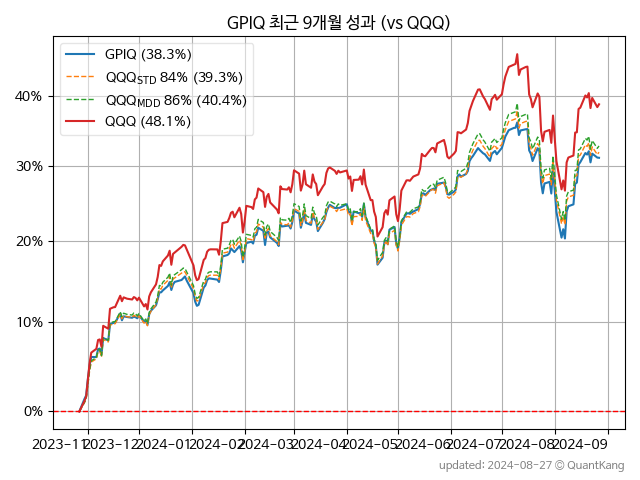 GPIQ 최근 9개월 성과 (vs QQQ)
GPIQ (38.3%)
QQQSTD 84% (39.3%)
QQQMDD 86% (40.4%)
QQQ (48.1%)
40%
30%
20%
10%
0%
2023-11 2023-12 2024-01 2024-02 2024-03 2024-04 2024-05 2024-06 2024-07 2024-08 2024-09
updated: 2024-08-27 © QuantKang